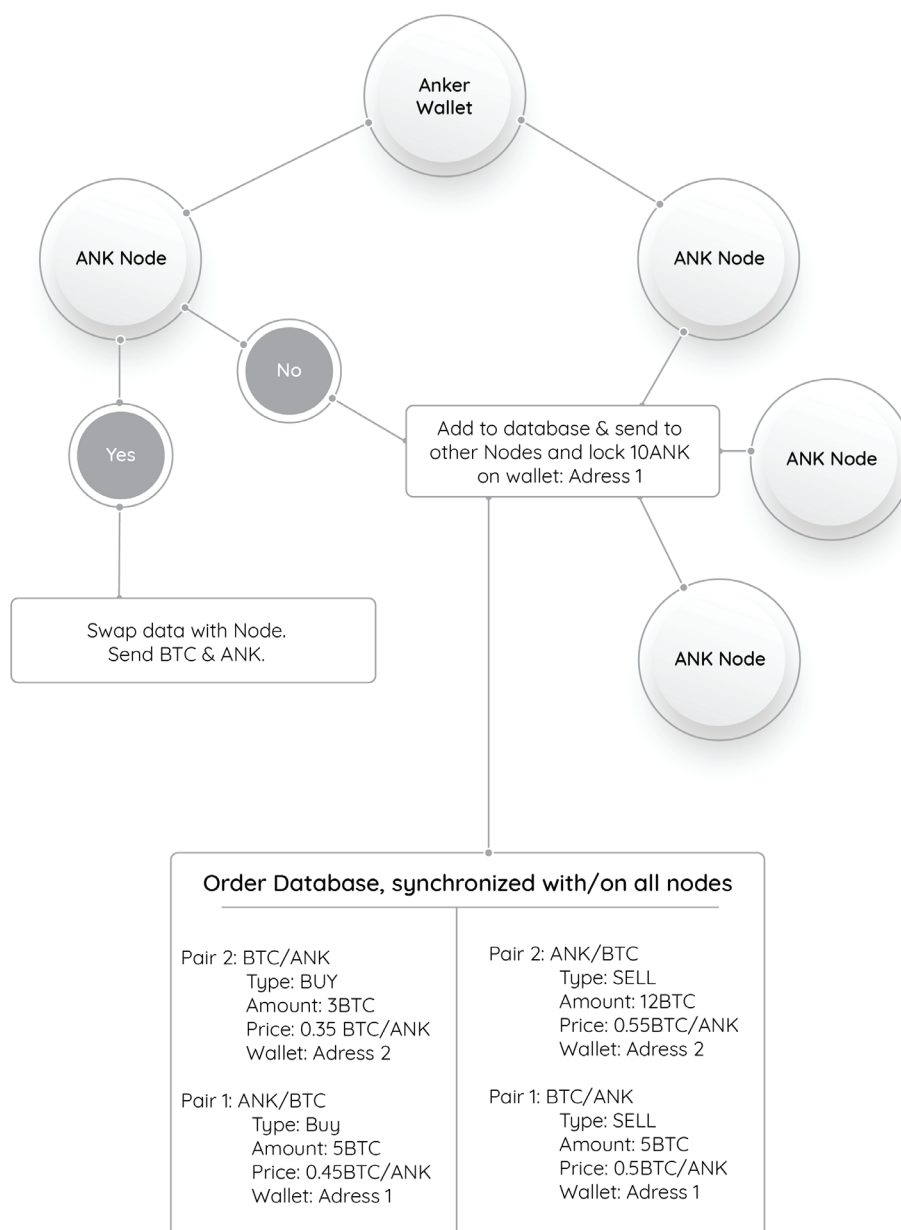 Anker
Wallet
ANK Node
ANK Node
No
Add to database & send to
other Nodes and lock 10ANK
on wallet: Adress 1
ANK Node
Yes
Swap data with Node.
Send BTC & ANK.
ANK Node
Order Database, synchronized with/on all nodes
Pair 2: BTC/ANK
Type: BUY
Amount: 3BTC
Price: 0.35 BTC/ANK
Wallet: Adress 2
Pair 1: ANK/BTC
Type: Buy
Amount: 5BTC
Price: 0.45BTC/ANK
Wallet: Adress 1
Pair 2: ANK/BTC
Type: SELL
Amount: 12BTC
Price: 0.55BTC/ANK
Wallet: Adress 2
Pair 1: BTC/ANK
Type: SELL
Amount: 5BTC
Price: 0.5BTC/ANK
Wallet: Adress 1